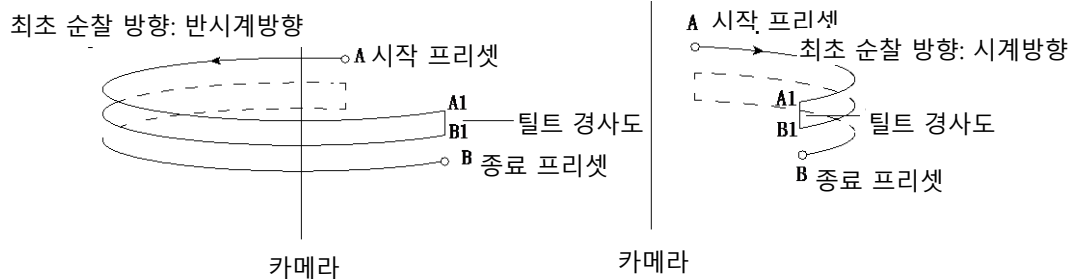 최초 순찰 방향: 반시계방향
A 시작 프리셋
A1
B1
틸트 경사도
B 종료 프리셋
카메라
A 시작 프리셋
최초 순찰 방향: 시계방향
A1
B1
틸트 경사도
B 종료 프리셋
카메라